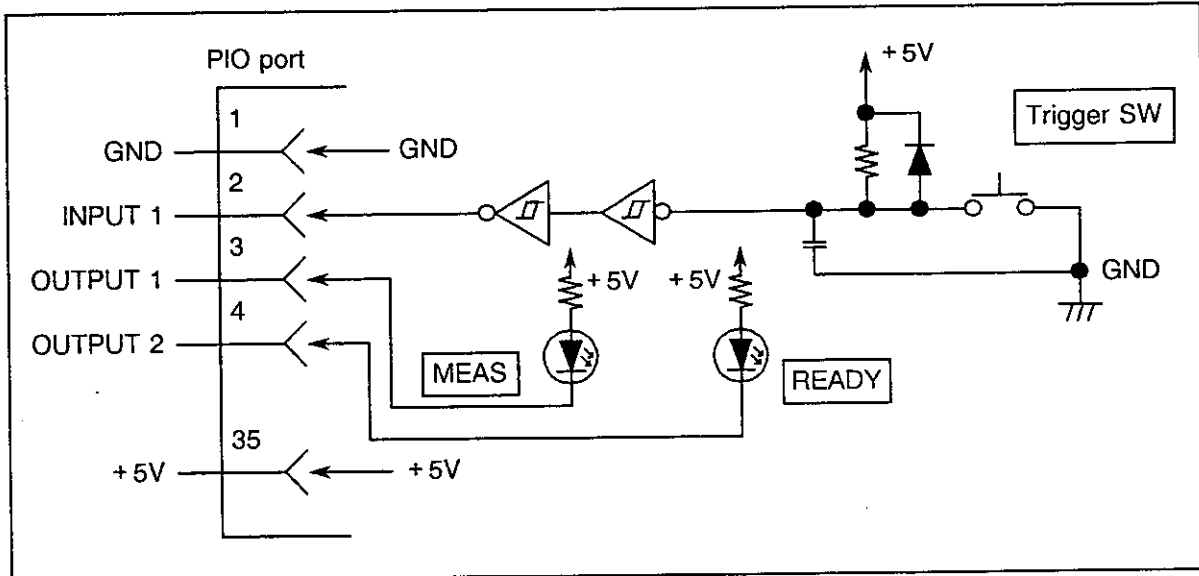 PIO port
+5V
Trigger SW
1
GND
GND
2
INPUT 1
3
OUTPUT 1
+5V
+5V
GND
4
OUTPUT 2
MEAS
READY
35
+5V
+5V